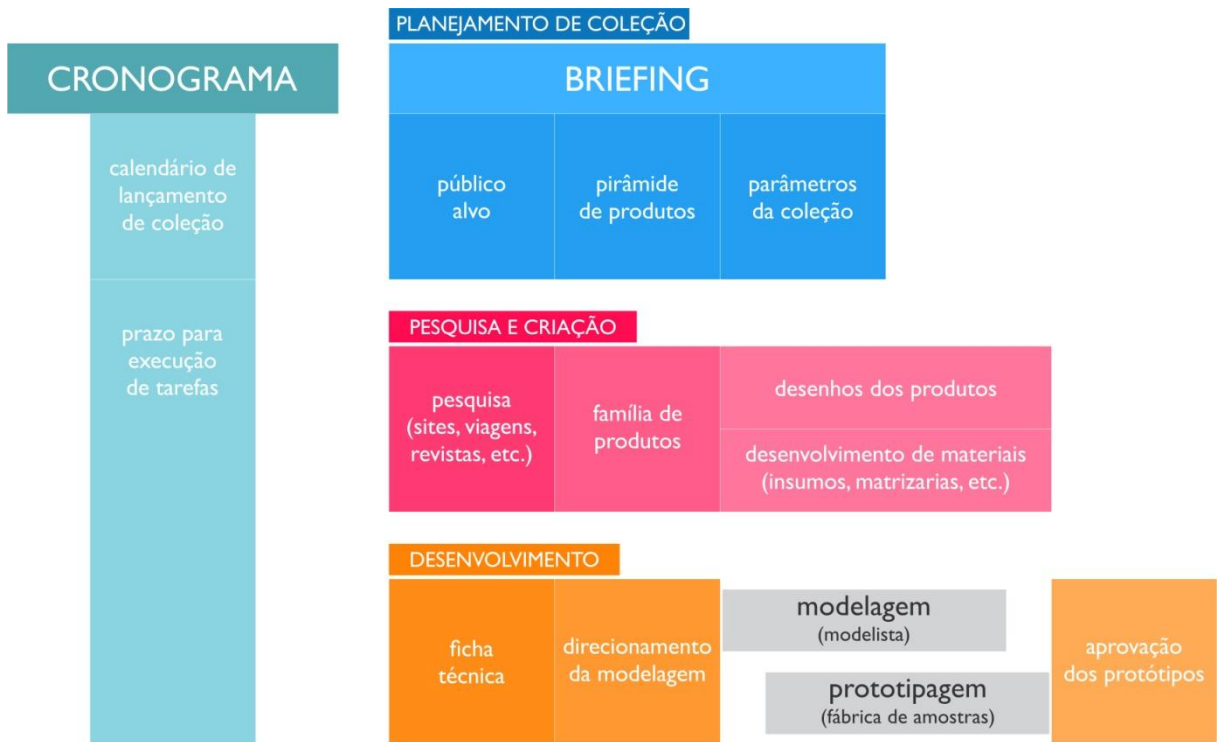 CRONOGRAMA
calendário de
lançamento
de coleção
prazo para
execução
de tarefas
PLANEJAMENTO DE COLEÇÃO
BRIEFING
público
alvo
pirâmide
de produtos
parâmetros
da coleção
PESQUISA E CRIAÇÃO
pesquisa
(sites, viagens,
revistas, etc.)
família de
produtos
desenhos dos produtos
desenvolvimento de materiais
(insumos, matrizarias, etc.)
DESENVOLVIMENTO
ficha
técnica
direcionamento
da modelagem
modelagem
(modelista)
prototipagem
(fábrica de amostras)
aprovação
dos protótipos